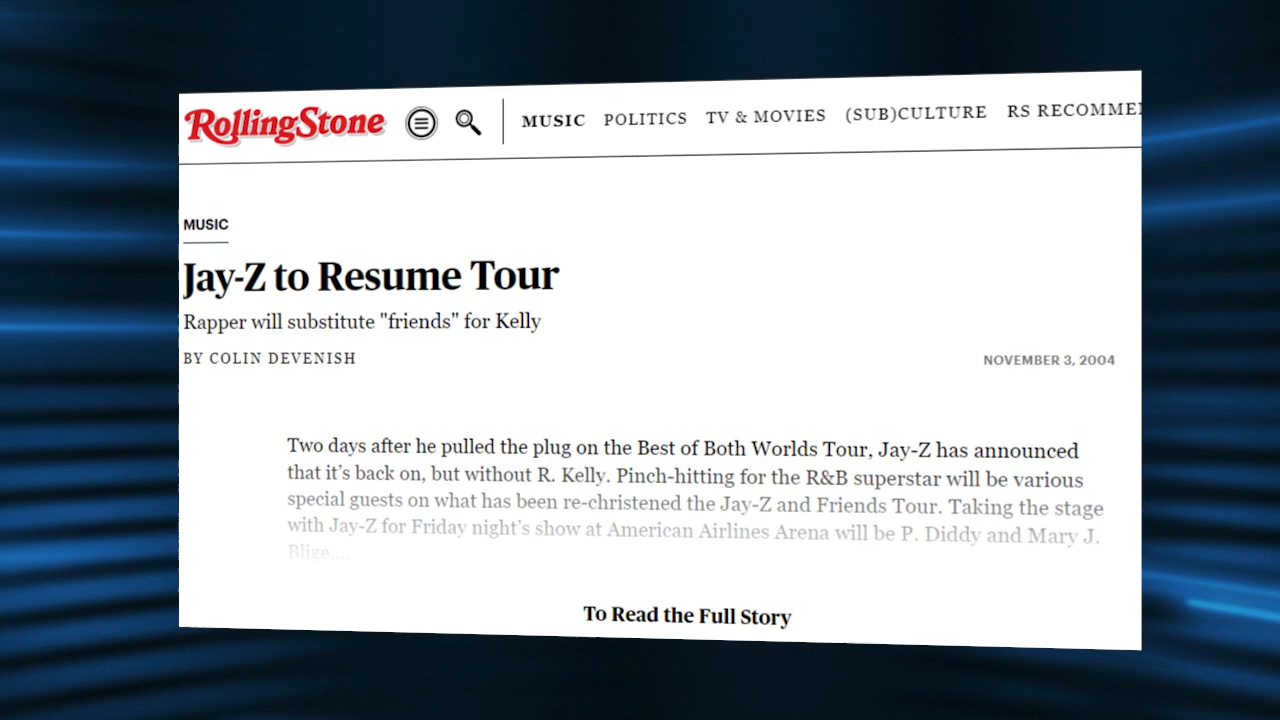 RollingStone MUSIC POLITICS TV & MOVIES (SUB)CULTURE RS RECOMMEN
MUSIC
Jay-Z to Resume Tour
Rapper will substitute "friends" for Kelly
BY COLIN DEVENISH NOVEMBER 3, 2004
Two days after he pulled the plug on the Best of Both Worlds Tour, Jay-Z has announced
that it’s back on, but without R. Kelly. Pinch-hitting for the R&B superstar will be various
special guests on what has been re-christened the Jay-Z and Friends Tour. Taking the stage
with Jay-Z for Friday night’s show at American Airlines Arena will be P. Diddy and Mary J.
Blige....
To Read the Full Story